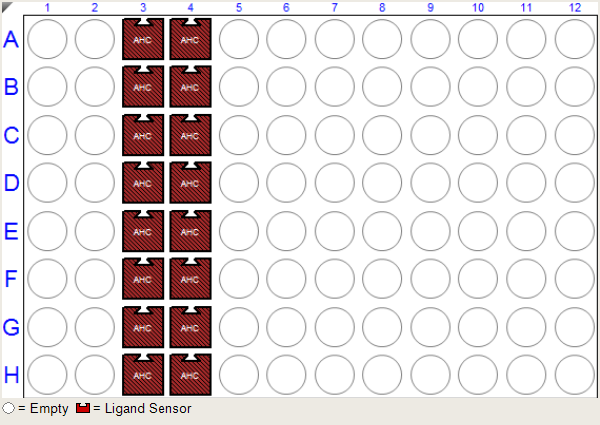 1 2 3 4 5 6 7 8 9 10 11 12
A AHC AHC
B AHC AHC
C AHC AHC
D AHC AHC
E AHC AHC
F AHC AHC
G AHC AHC
H AHC AHC
= Empty = Ligand Sensor